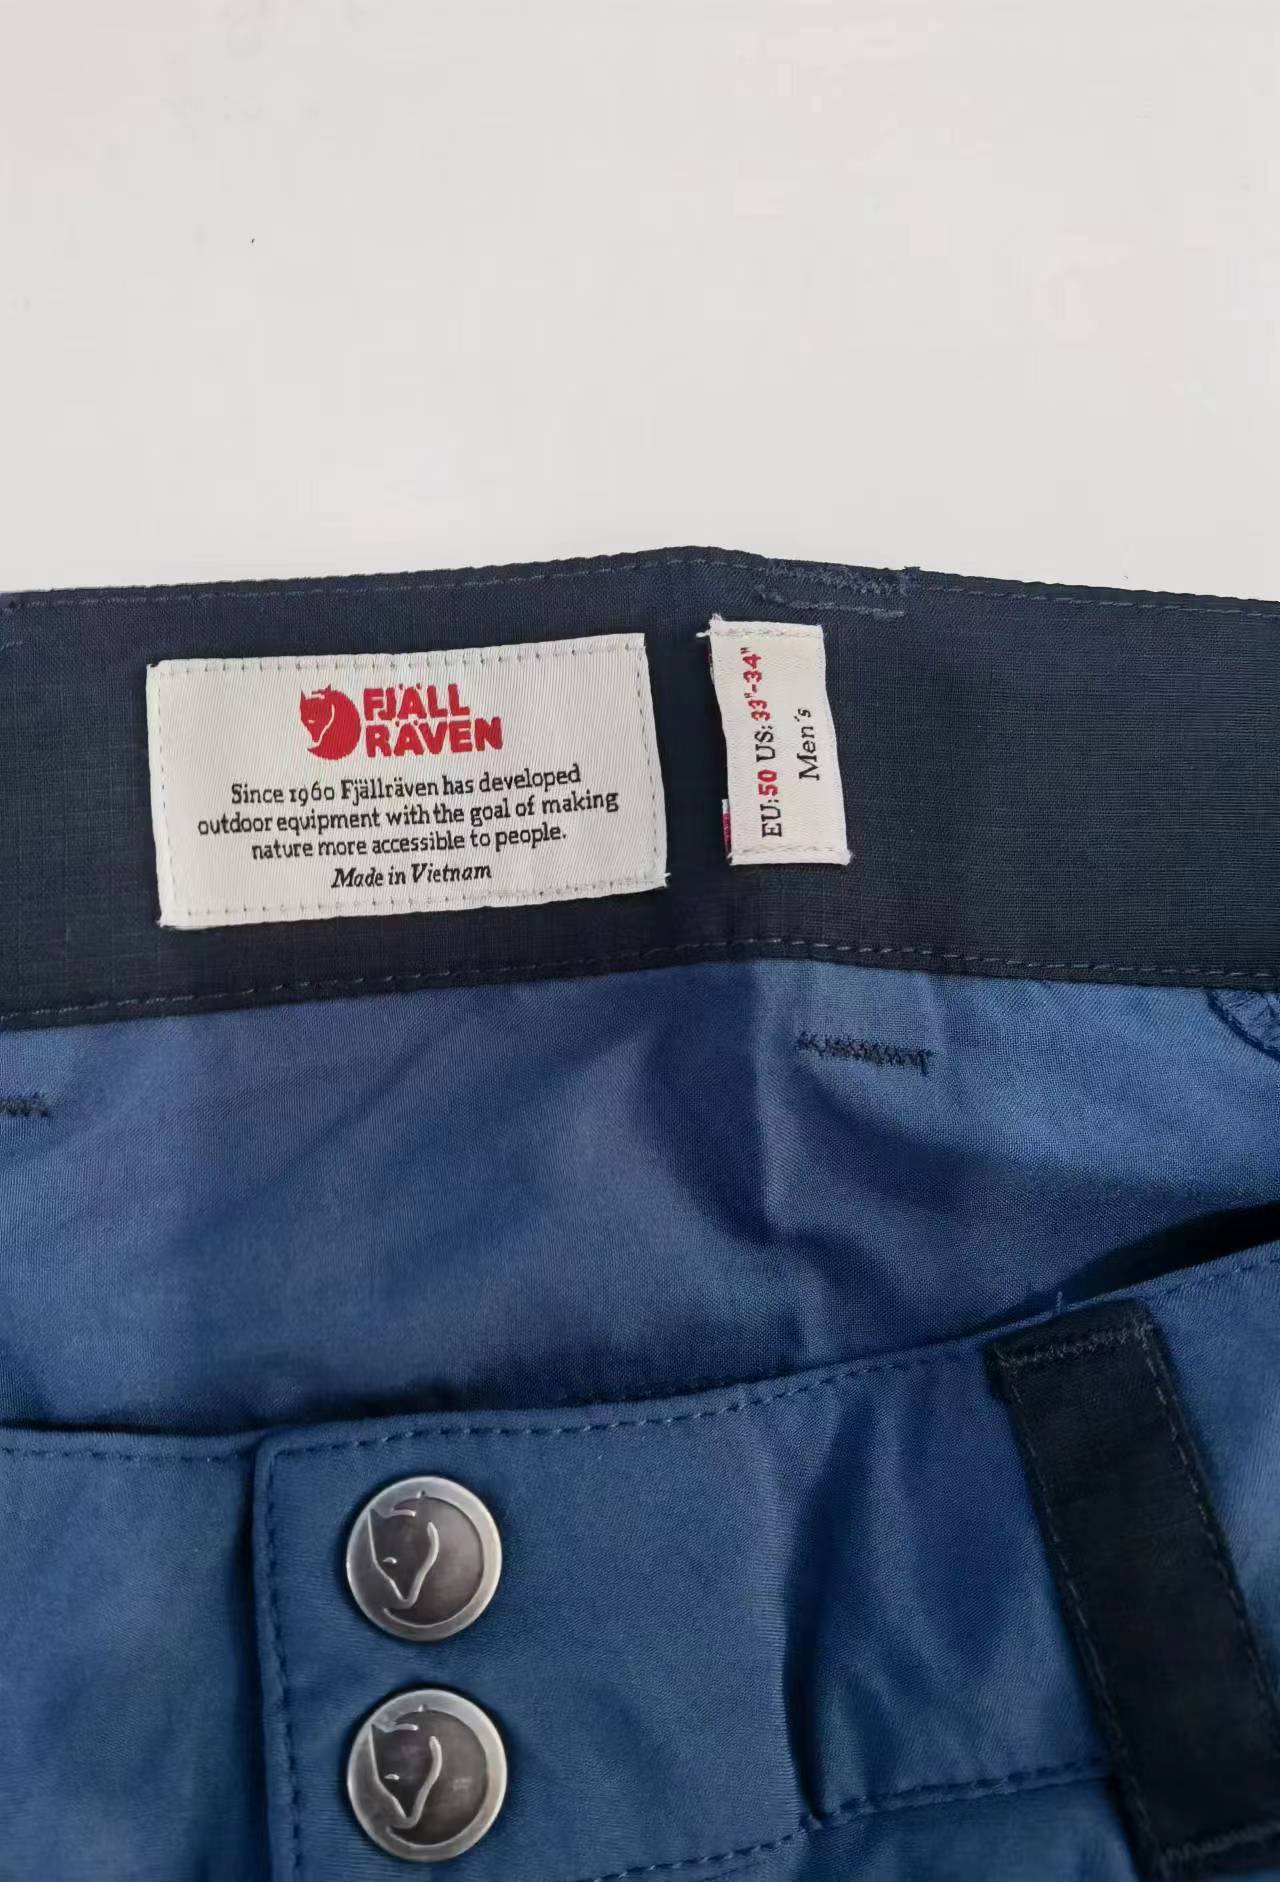 FJÄLL
RÄVEN
Since 1960 Fjällräven has developed
outdoor equipment with the goal of making
nature more accessible to people.
Made in Vietnam
EU:50 US:33"-34"
Men´s